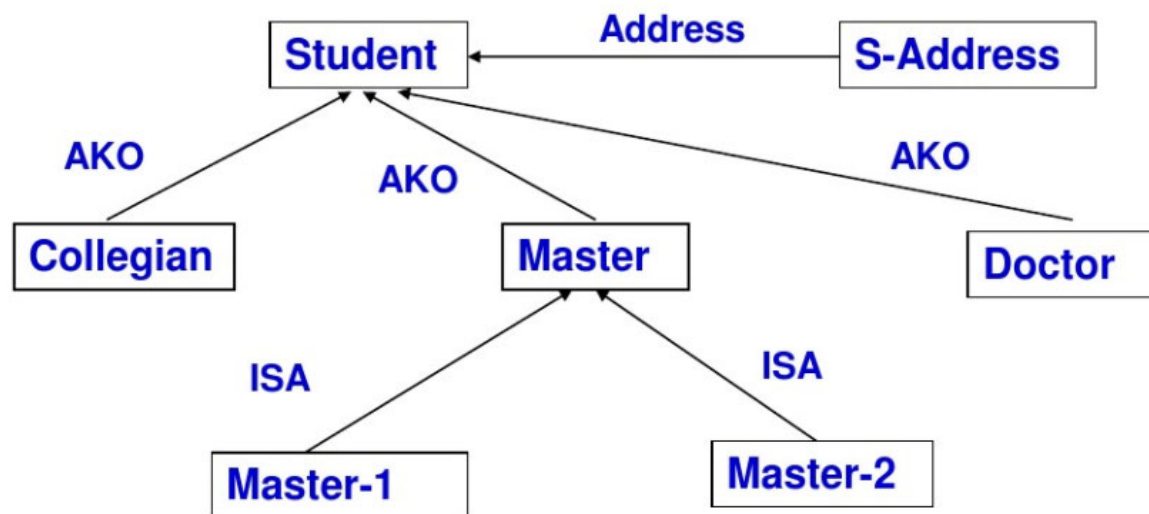 Student
Address
S-Address
AKO
AKO
AKO
Collegian
Master
Doctor
ISA
ISA
Master-1
Master-2